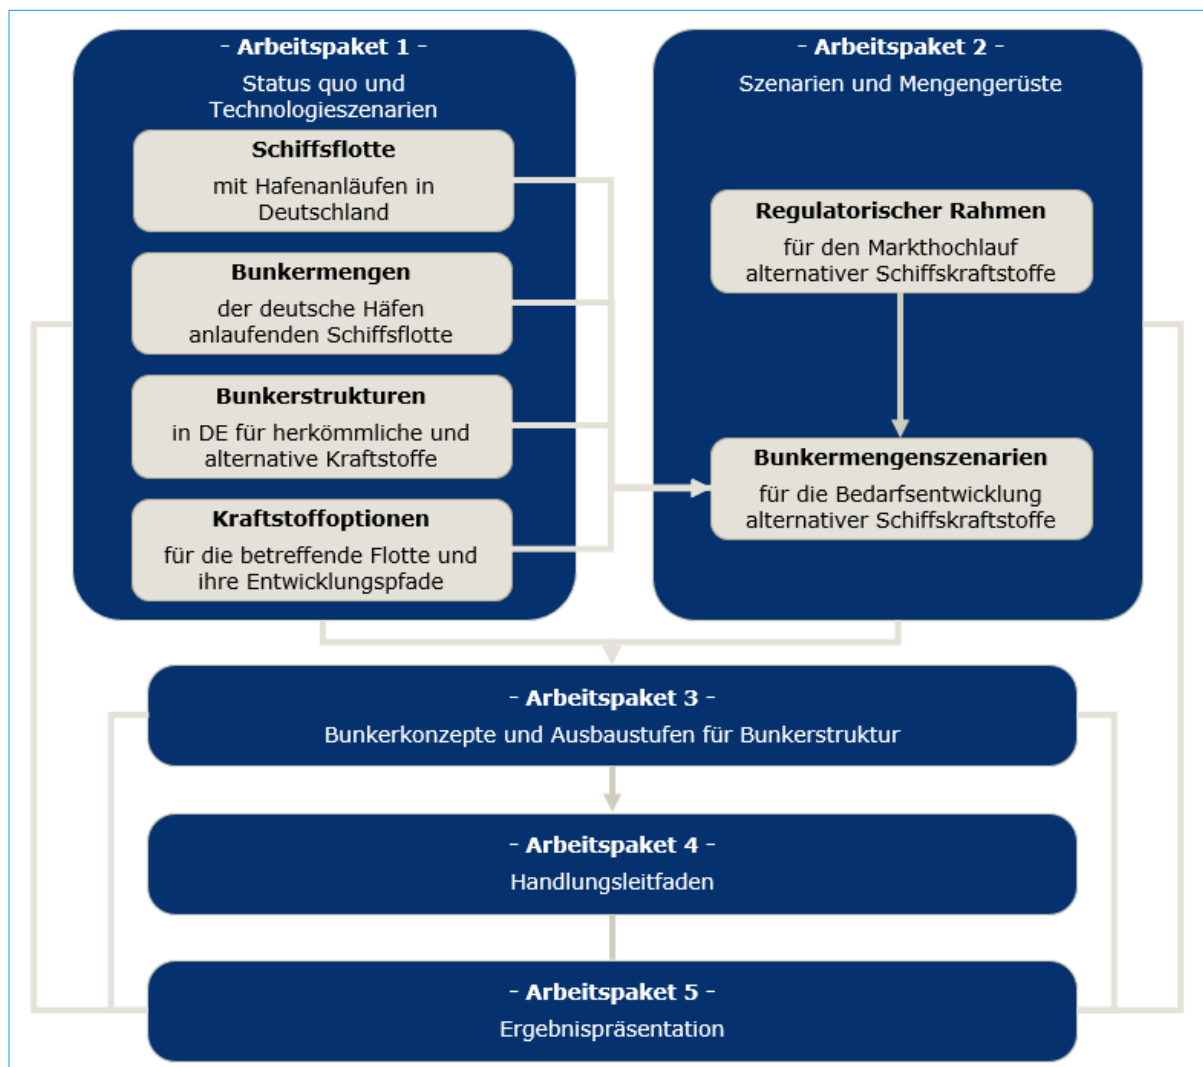 - Arbeitspaket 1 -
Status quo und
Technologieszenarien
Schiffsflotte
mit Hafenanläufen in
Deutschland
Bunkermengen
der deutsche Häfen
anlaufenden Schiffsflotte
Bunkerstrukturen
in DE für herkömmliche und
alternative Kraftstoffe
Kraftstoffoptionen
für die betreffende Flotte und
ihre Entwicklungspfade
- Arbeitspaket 2 -
Szenarien und Mengengerüste
Regulatorischer Rahmen
für den Markthochlauf
alternativer Schiffskraftstoffe
Bunkermengenszenarien
für die Bedarfsentwicklung
alternativer Schiffskraftstoffe
- Arbeitspaket 3 -
Bunkerkonzepte und Ausbaustufen für Bunkerstruktur
- Arbeitspaket 4 -
Handlungsleitfaden
- Arbeitspaket 5 -
Ergebnispräsentation